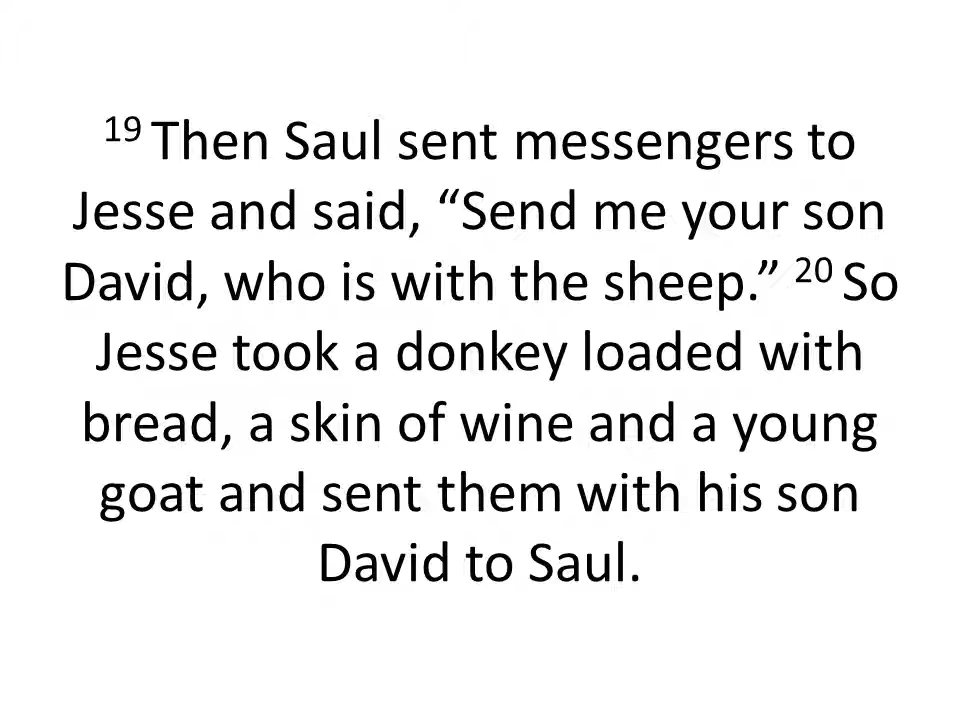 19 Then Saul sent messengers to
Jesse and said, “Send me your son
David, who is with the sheep.” 20 So
Jesse took a donkey loaded with
bread, a skin of wine and a young
goat and sent them with his son
David to Saul.